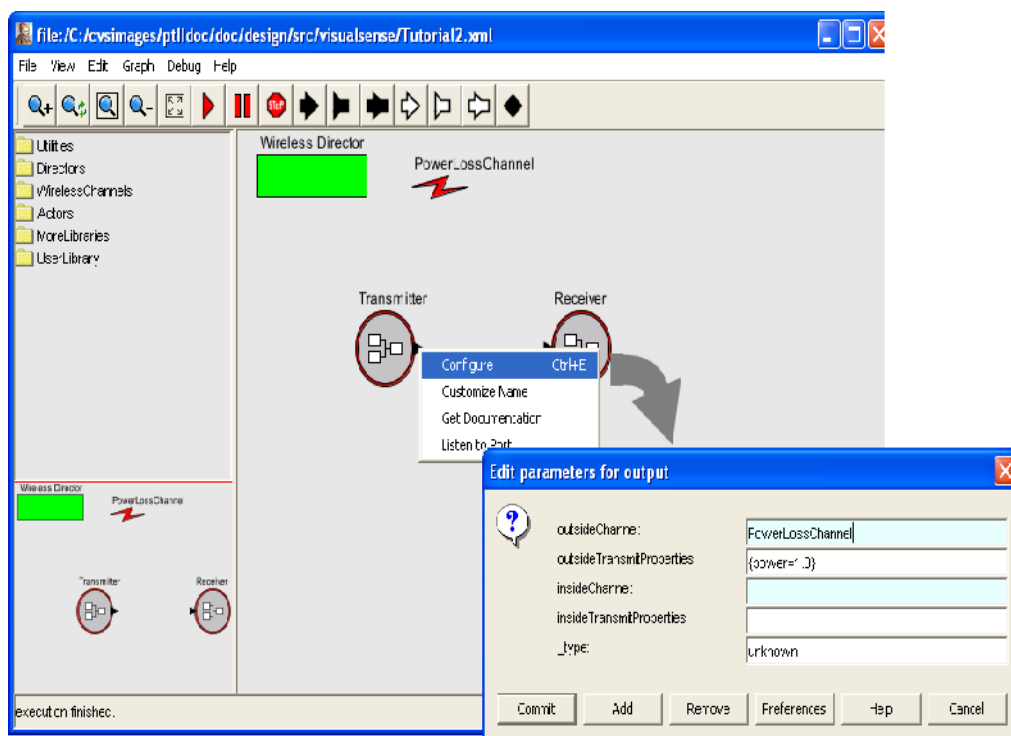 file:/C:/cvsimages/ptIIdoc/doc/design/src/visualsense/Tutorial2.xml
File View Edit Graph Debug Help
STOP
Utilities
Directors
WirelessChannels
Actors
MoreLibraries
UserLibrary
Wireless Director
PowerLossChannel
Transmitter
Receiver
Configure Ctrl+E
Customize Name
Get Documentation
Listen to Port
Wireless Director
PowerLossChannel
Transmitter
Receiver
execution finished.
Edit parameters for output
?
outsideChannel: PowerLossChannel
outsideTransmitProperties {power=1.0}
insideChannel:
insideTransmitProperties
_type: unknown
Commit Add Remove Preferences Help Cancel